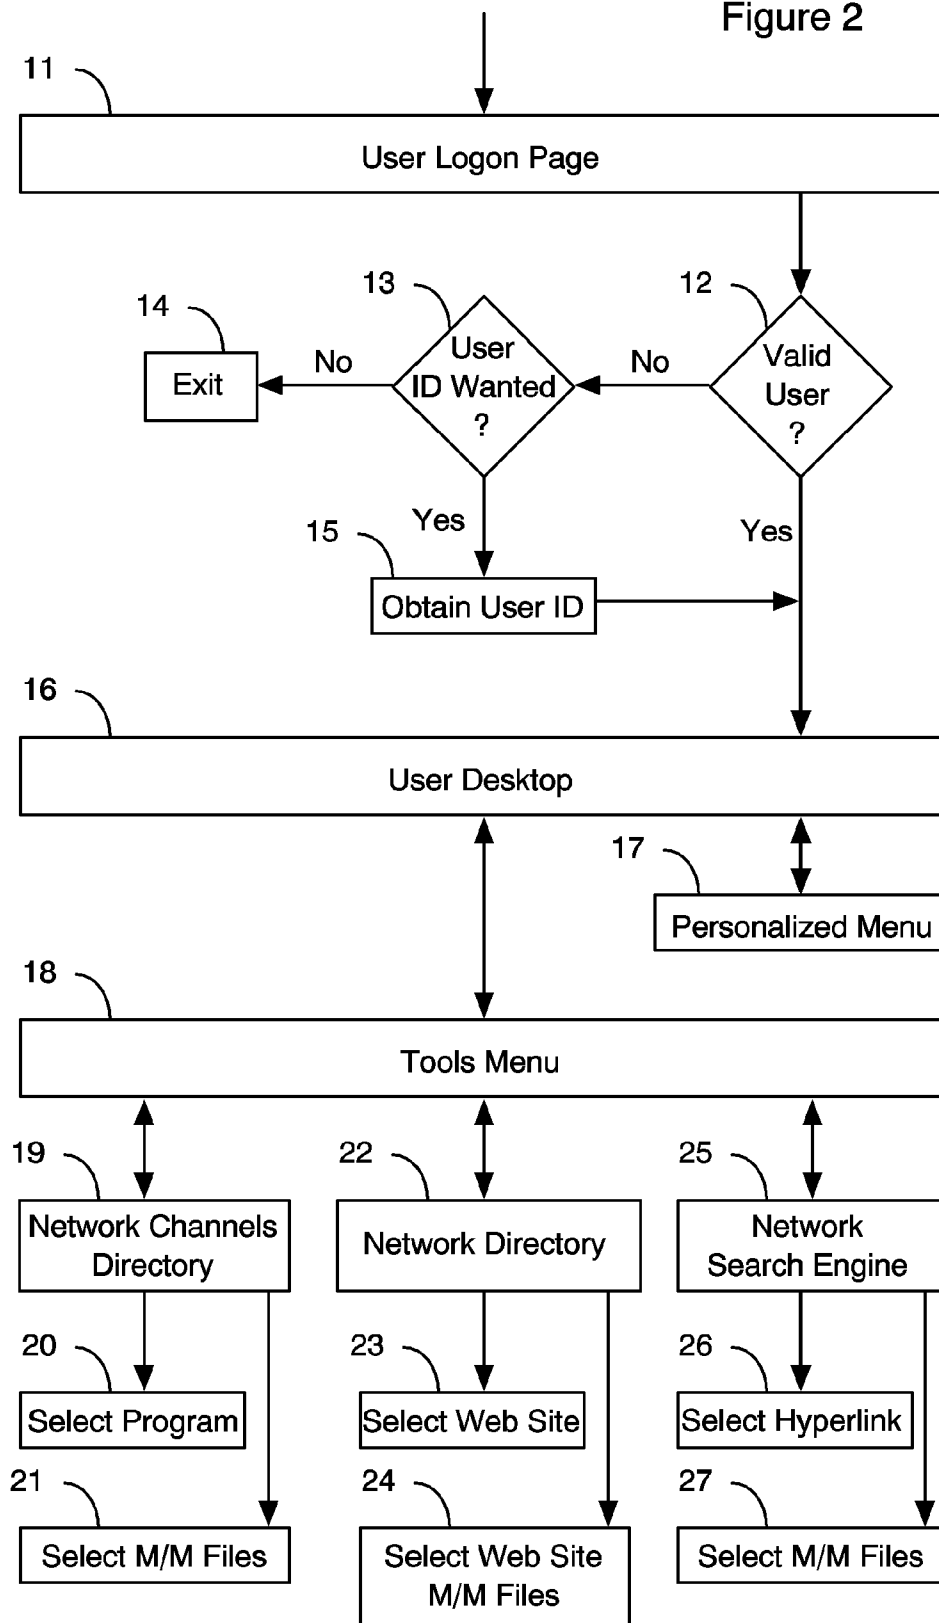 Figure 2
11
User Logon Page
14
13
12
Exit
No
User
ID Wanted
?
No
Valid
User
?
Yes
Yes
15
Obtain User ID
16
User Desktop
17
Personalized Menu
18
Tools Menu
19
22
25
Network Channels
Directory
Network Directory
Network
Search Engine
20
23
26
Select Program
Select Web Site
Select Hyperlink
21
24
27
Select M/M Files
Select Web Site
M/M Files
Select M/M Files